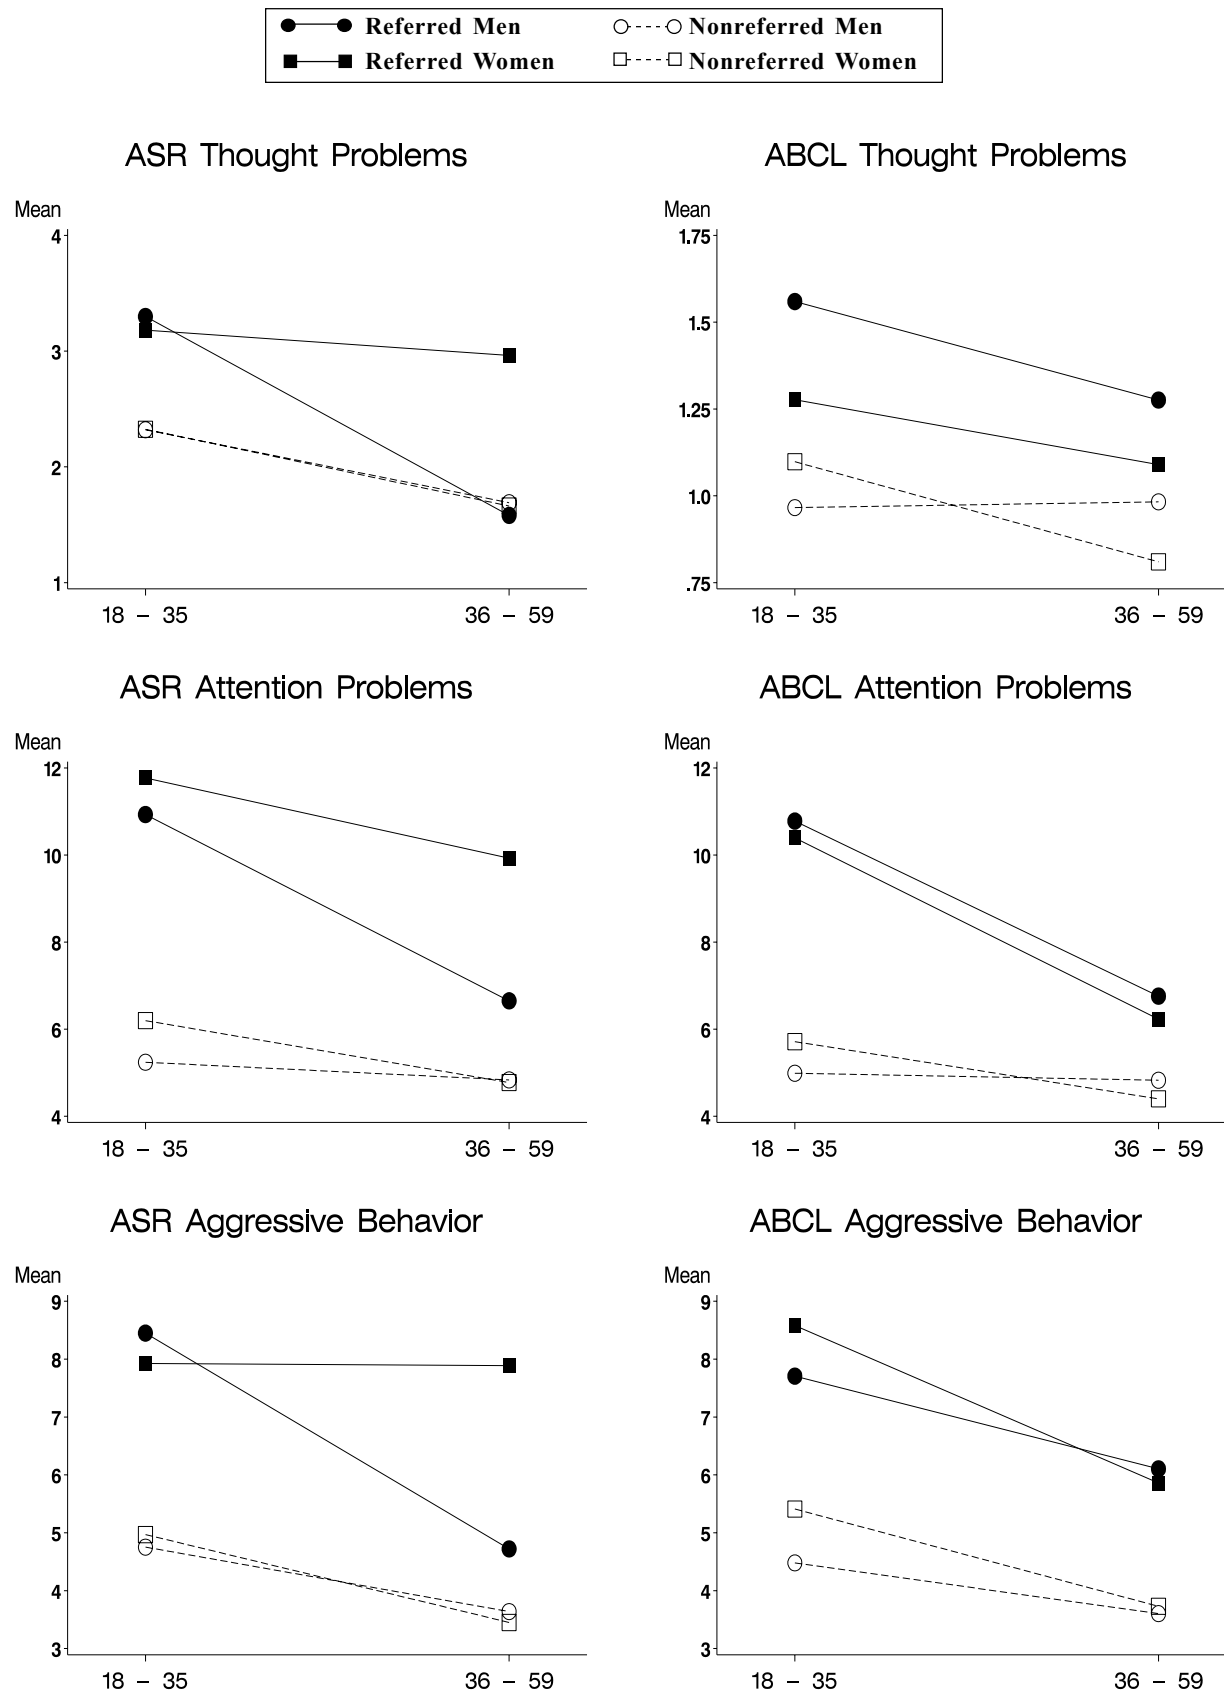 Referred Men Nonreferred Men
Referred Women Nonreferred Women
ASR Thought Problems
Mean
4
3
2
1
18 – 35 36 – 59
ABCL Thought Problems
Mean
1.75
1.5
1.25
1.0
.75
18 – 35 36 – 59
ASR Attention Problems
Mean
12
10
8
6
4
18 – 35 36 – 59
ABCL Attention Problems
Mean
12
10
8
6
4
18 – 35 36 – 59
ASR Aggressive Behavior
Mean
9
8
7
6
5
4
3
18 – 35 36 – 59
ABCL Aggressive Behavior
Mean
9
8
7
6
5
4
3
18 – 35 36 – 59